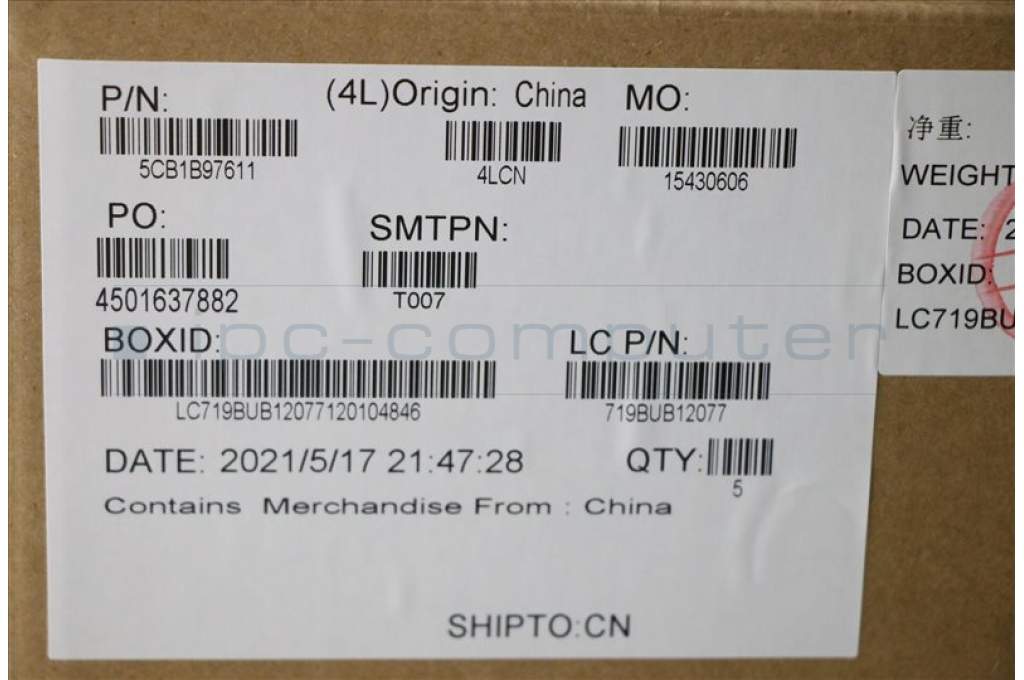 P/N:
(4L)Origin: China
MO:
5CB1B97611
4LCN
15430606
PO:
SMTPN:
4501637882
T007
BOXID:
LC P/N:
pc-computer
LC719BUB12077120104846
719BUB12077
DATE: 2021/5/17 21:47:28
QTY:
5
Contains Merchandise From : China
SHIPTO:CN
净重:
WEIGHT
DATE: 2
BOXID:
LC719BU